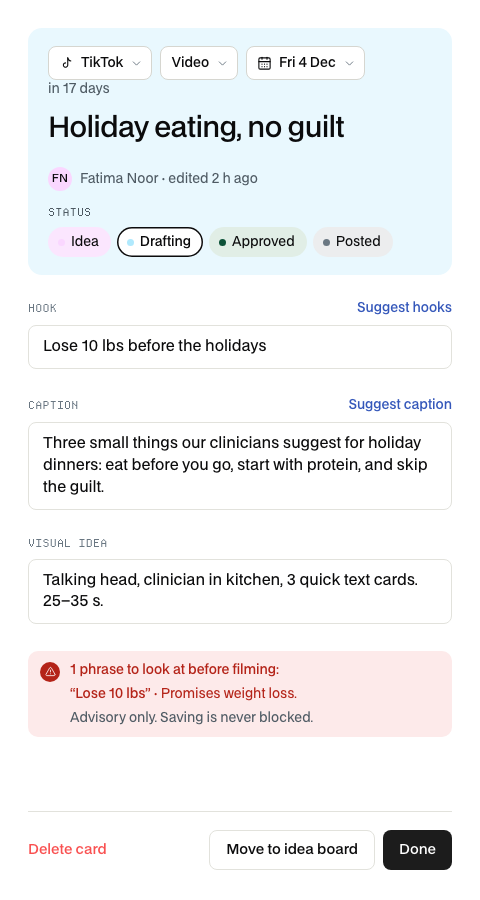 TikTok Video Fri 4 Dec
in 17 days
Holiday eating, no guilt
FN Fatima Noor · edited 2 h ago
STATUS
Idea Drafting Approved Posted
HOOK Suggest hooks
Lose 10 lbs before the holidays
CAPTION Suggest caption
Three small things our clinicians suggest for holiday
dinners: eat before you go, start with protein, and skip
the guilt.
VISUAL IDEA
Talking head, clinician in kitchen, 3 quick text cards.
25–35 s.
1 phrase to look at before filming:
“Lose 10 lbs” · Promises weight loss.
Advisory only. Saving is never blocked.
Delete card Move to idea board Done